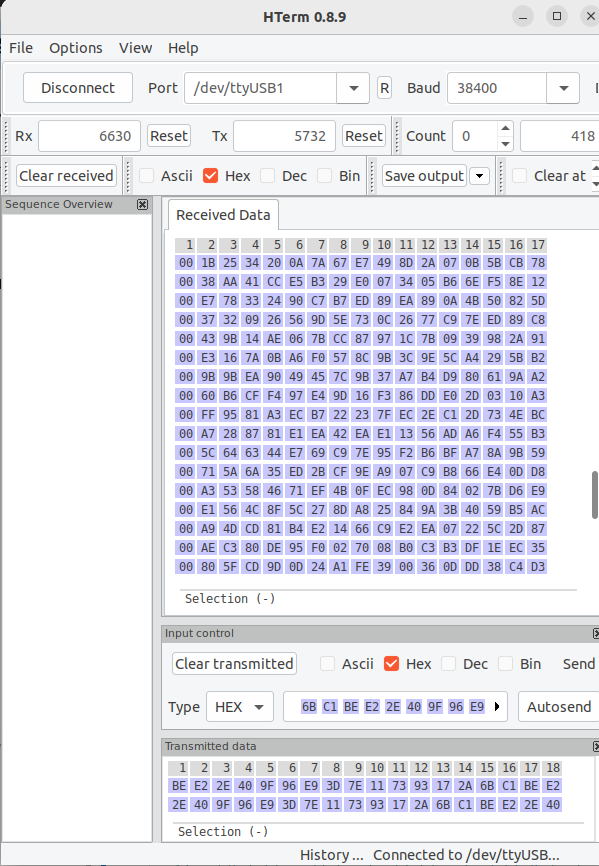 HTerm 0.8.9
File Options View Help
Disconnect Port /dev/ttyUSB1 R Baud 38400
Rx 6630 Reset Tx 5732 Reset Count 0 418
Clear received Ascii Hex Dec Bin Save output Clear at
Sequence Overview
Received Data
1 2 3 4 5 6 7 8 9 10 11 12 13 14 15 16 17
00 1B 25 34 20 0A 7A 67 E7 49 8D 2A 07 0B 5B CB 78
00 38 AA 41 CC E5 B3 29 E0 07 34 05 B6 6E F5 8E 12
00 E7 78 33 24 90 C7 B7 ED 89 EA 89 0A 4B 50 82 5D
00 37 32 09 26 56 9D 5E 73 0C 26 77 C9 7E ED 89 C8
00 43 9B 14 AE 06 7B CC 87 97 1C 7B 09 39 98 2A 91
00 E3 16 7A 0B A6 F0 57 8C 9B 3C 9E 5C A4 29 5B B2
00 9B 9B EA 90 49 45 7C 9B 37 A7 B4 D9 80 61 9A A2
00 60 B6 CF F4 97 E4 9D 16 F3 86 DD E0 2D 03 10 A3
00 FF 95 81 A3 EC B7 22 23 7F EC 2E C1 2D 73 4E BC
00 A7 28 87 81 E1 EA 42 EA E1 13 56 AD A6 F4 55 B3
00 5C 64 63 44 E7 69 C9 7E 95 F2 B6 BF A7 8A 9B 59
00 71 5A 6A 35 ED 2B CF 9E A9 07 C9 B8 66 E4 0D D8
00 A3 53 58 46 71 EF 4B 0F EC 98 0D 84 02 7B D6 E9
00 E1 56 4C 8F 5C 27 8D A8 25 84 9A 3B 40 59 B5 AC
00 A9 4D CD 81 B4 E2 14 66 C9 E2 EA 07 22 5C 2D 87
00 AE C3 80 DE 95 F0 02 70 08 B0 C3 B3 DF 1E EC 35
00 80 5F CD 9D 0D 24 A1 FE 39 00 36 0D DD 38 C4 D3
Selection (-)
Input control
Clear transmitted Ascii Hex Dec Bin Send
Type HEX 6B C1 BE E2 2E 40 9F 96 E9 Autosend
Transmitted data
1 2 3 4 5 6 7 8 9 10 11 12 13 14 15 16 17 18
BE E2 2E 40 9F 96 E9 3D 7E 11 73 93 17 2A 6B C1 BE E2
2E 40 9F 96 E9 3D 7E 11 73 93 17 2A 6B C1 BE E2 2E 40
Selection (-)
History ... Connected to /dev/ttyUSB...